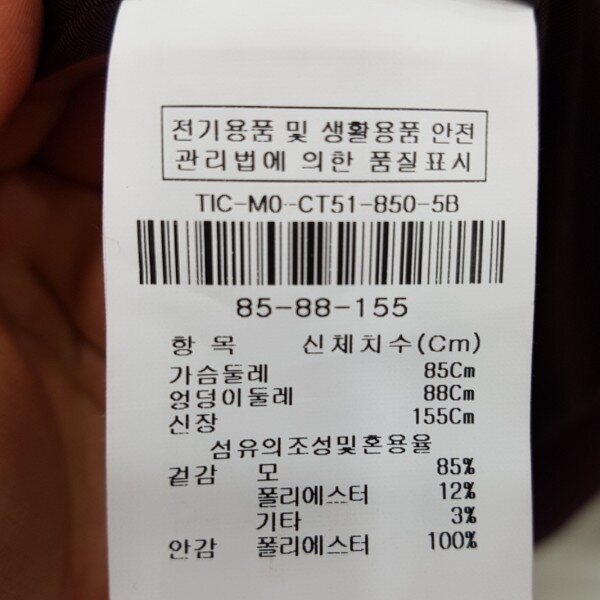 전기용품 및 생활용품 안전
관리법에 의한 품질표시
TIC-MO-CT51-850-5B
85-88-155
항 목 신체치수(Cm)
가슴둘레 85Cm
엉덩이둘레 88Cm
신장 155Cm
섬유의조성및혼용율
겉감 모 85%
폴리에스터 12%
기타 3%
안감 폴리에스터 100%